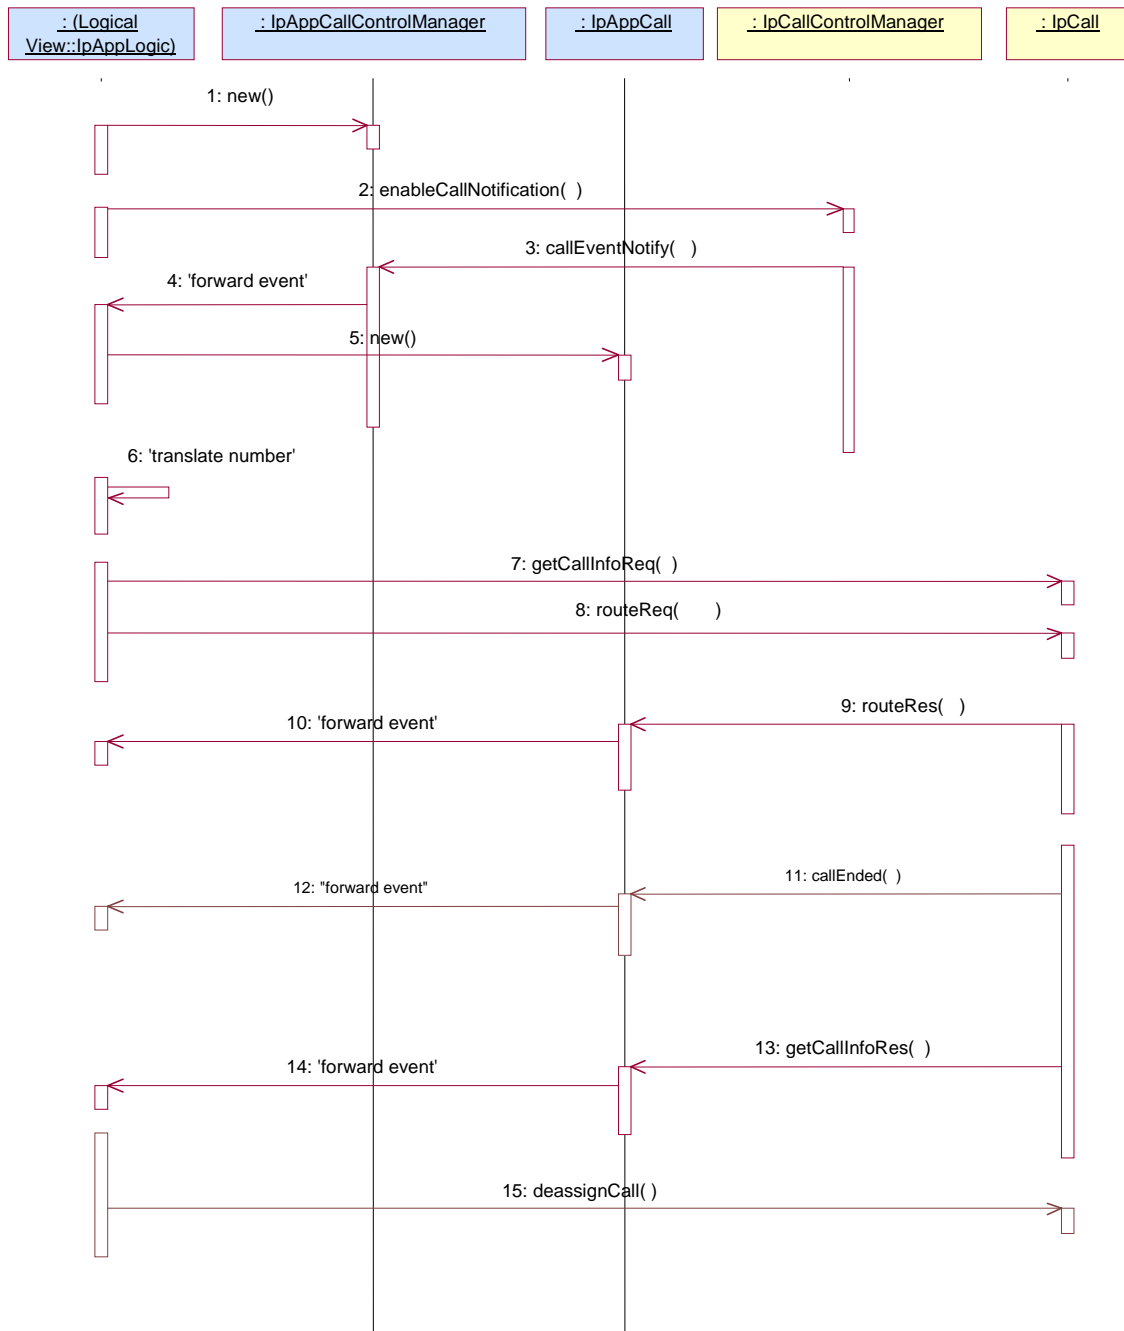 : (Logical
View::IpAppLogic)
: IpAppCallControlManager
: IpAppCall
: IpCallControlManager
: IpCall
1: new()
2: enableCallNotification(  )
3: callEventNotify(   )
4: 'forward event'
5: new()
6: 'translate number'
7: getCallInfoReq(  )
8: routeReq(       )
9: routeRes(   )
10: 'forward event'
11: callEnded(  )
12: "forward event"
13: getCallInfoRes(  )
14: 'forward event'
15: deassignCall( )